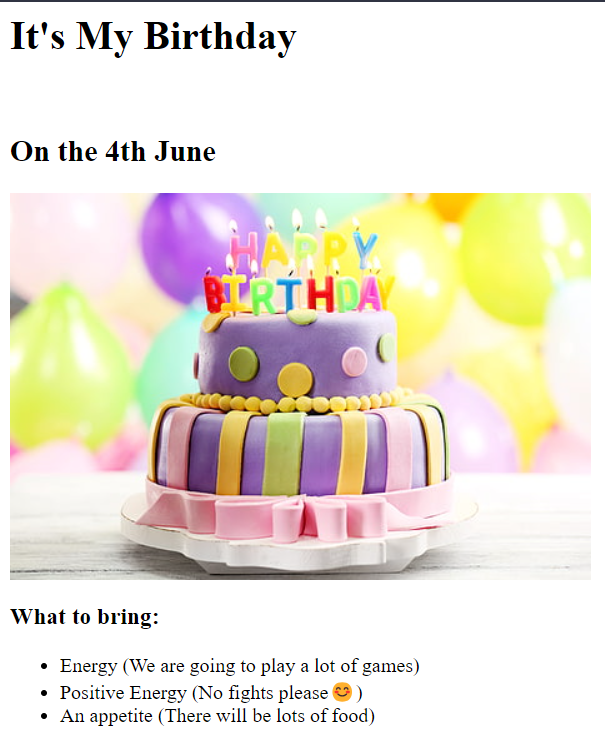 It's My Birthday
On the 4th June
HAPPY
BIRTHDAY
What to bring:
• Energy (We are going to play a lot of games)
• Positive Energy (No fights please 😊 )
• An appetite (There will be lots of food)